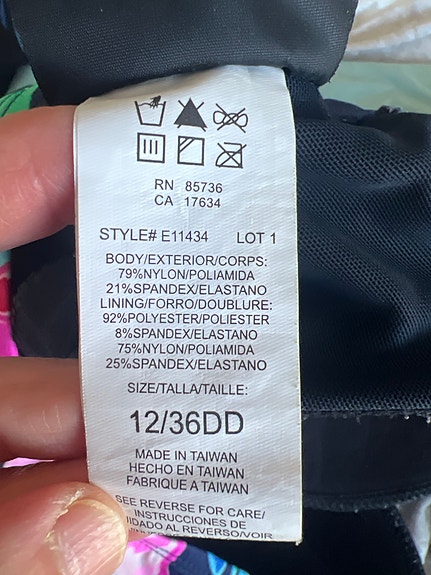 RN 85736
CA 17634
STYLE# E11434 LOT 1
BODY/EXTERIOR/CORPS:
79%NYLON/POLIAMIDA
21%SPANDEX/ELASTANO
LINING/FORRO/DOUBLURE:
92%POLYESTER/POLIESTER
8%SPANDEX/ELASTANO
75%NYLON/POLIAMIDA
25%SPANDEX/ELASTANO
SIZE/TALLA/TAILLE:
12/36DD
MADE IN TAIWAN
HECHO EN TAIWAN
FABRIQUE A TAIWAN
SEE REVERSE FOR CARE/
INSTRUCCIONES DE
UIDADO AL REVERSO/VOIR